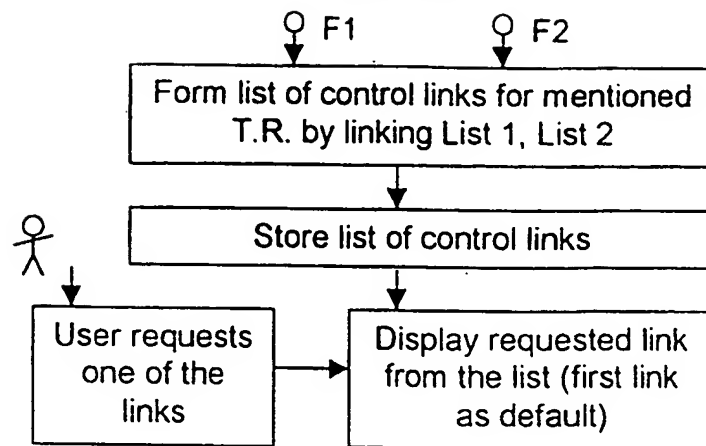 F1 F2
Form list of control links for mentioned
T.R. by linking List 1, List 2
Store list of control links
User requests
one of the
links
Display requested link
from the list (first link
as default)